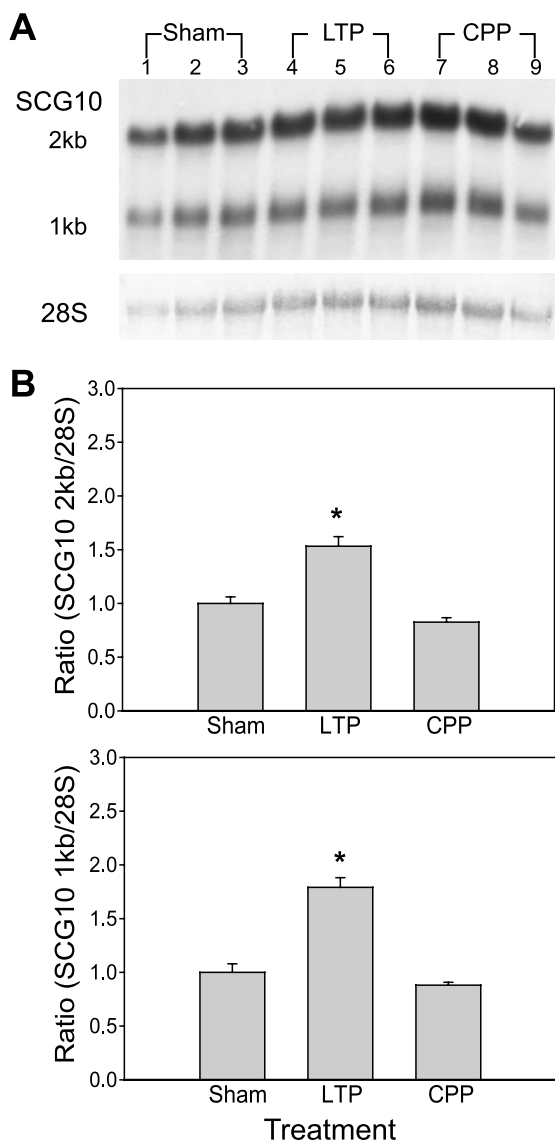 A
Sham LTP CPP
1 2 3 4 5 6 7 8 9
SCG10
2kb
1kb
28S
B
Ratio (SCG10 2kb/28S)
3.0
2.5
2.0
1.5
1.0
0.5
0.0
*
Sham LTP CPP
Ratio (SCG10 1kb/28S)
3.0
2.5
2.0
1.5
1.0
0.5
0.0
*
Sham LTP CPP
Treatment